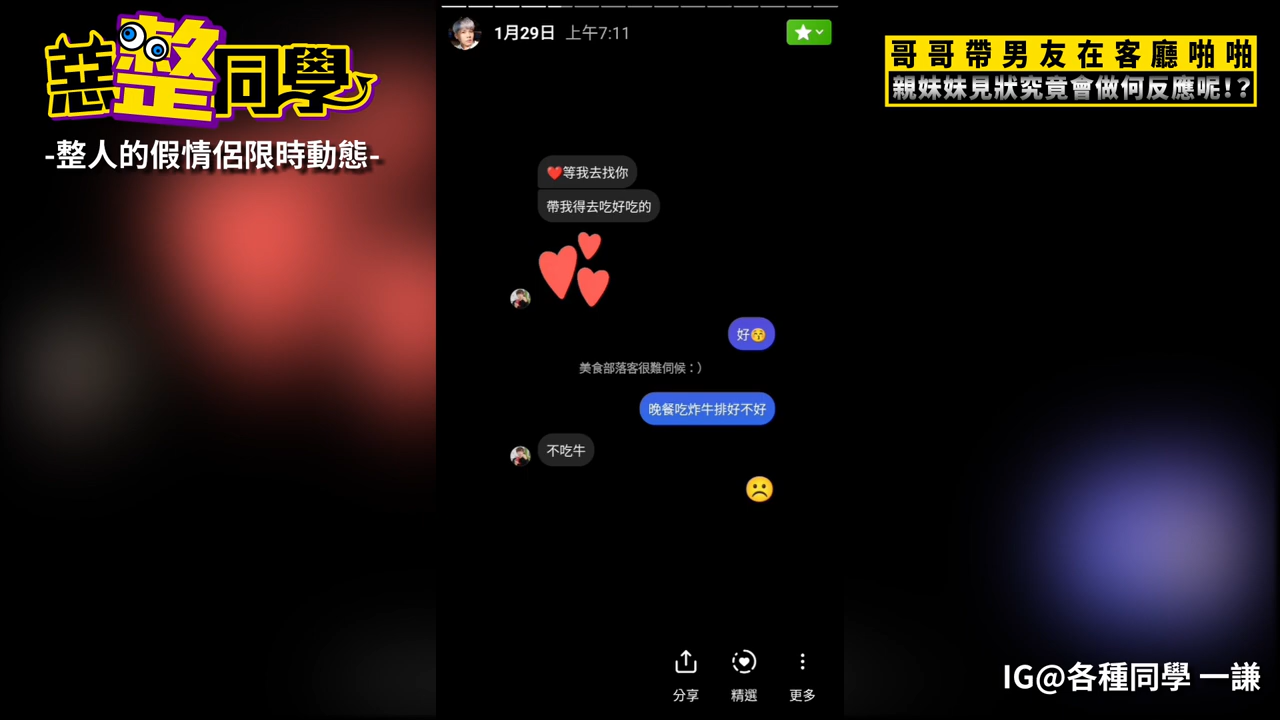 惡整同學
-整人的假情侶限時動態-
1月29日 上午7:11
哥哥帶男友在客廳啪啪
親妹妹見狀究竟會做何反應呢!?
❤️等我去找你
帶我得去吃好吃的
好😚
美食部落客很難伺候：）
晚餐吃炸牛排好不好
不吃牛
☹️
分享
精選
更多
IG@各種同學 一謙